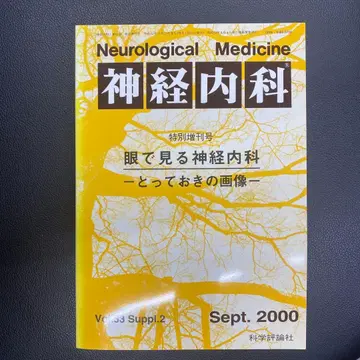 Neurological Medicine
神経内科
特別増刊号
眼で見る神経内科
—とっておきの画像—
Vol.53 Suppl.2
Sept. 2000
科学評論社